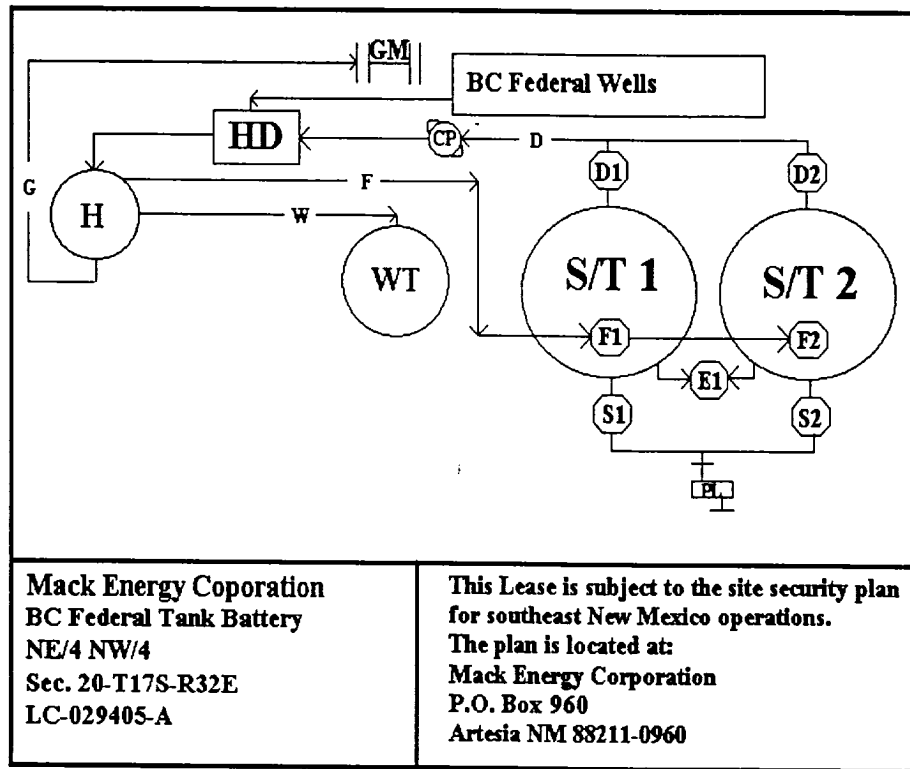 GM
BC Federal Wells
HD
CP
D
D1
D2
G
F
H
W
WT
S/T 1
S/T 2
F1
F2
E1
S1
S2
PL
Mack Energy Coporation
BC Federal Tank Battery
NE/4 NW/4
Sec. 20-T17S-R32E
LC-029405-A
This Lease is subject to the site security plan
for southeast New Mexico operations.
The plan is located at:
Mack Energy Corporation
P.O. Box 960
Artesia NM 88211-0960